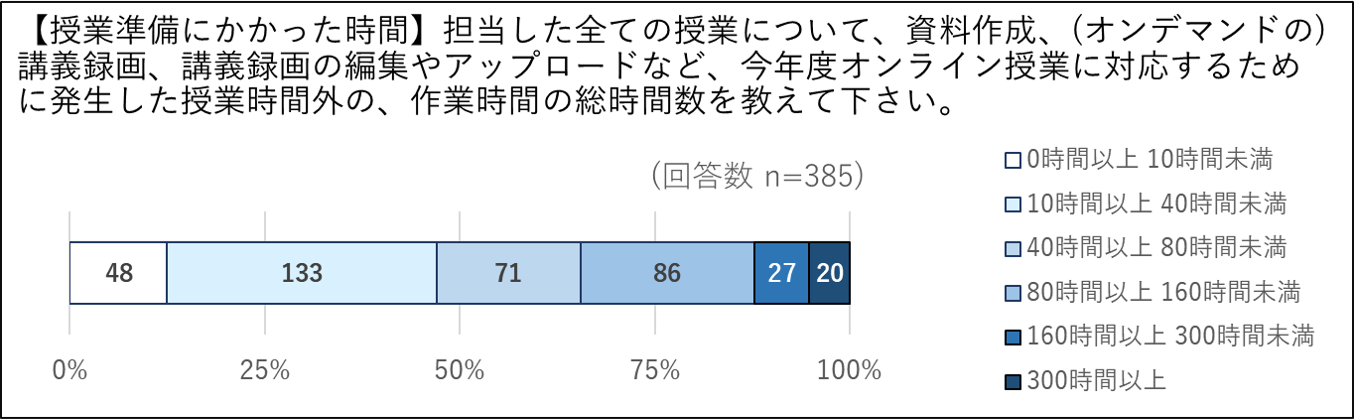 【授業準備にかかった時間】担当した全ての授業について、資料作成、(オンデマンドの)
講義録画、講義録画の編集やアップロードなど、今年度オンライン授業に対応するため
に発生した授業時間外の、作業時間の総時間数を教えて下さい。
(回答数 n=385)
48 133 71 86 27 20
0% 25% 50% 75% 100%
0時間以上 10時間未満
10時間以上 40時間未満
40時間以上 80時間未満
80時間以上 160時間未満
160時間以上 300時間未満
300時間以上